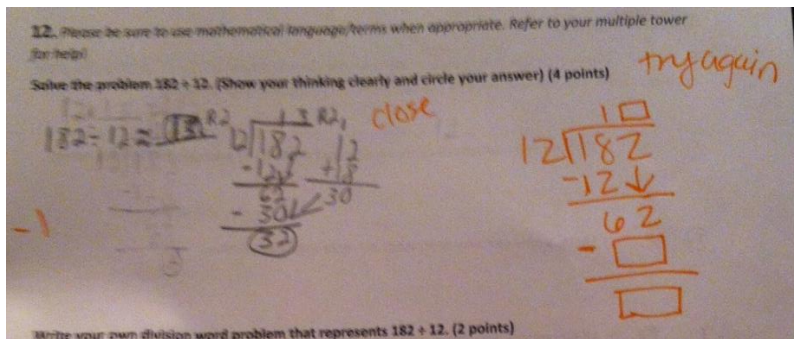 12. Please be sure to use mathematical language/terms when appropriate. Refer to your multiple tower
for help!
Solve the problem 182 ÷ 12. (Show your thinking clearly and circle your answer) (4 points)
try again
182 ÷ 12 = 13 R2
13 R2,
close
12)182
-12
62
- 30
32
12
+18
30
-1
1□
12)182
-12↓
62
-□
□
Write your own division word problem that represents 182 ÷ 12. (2 points)